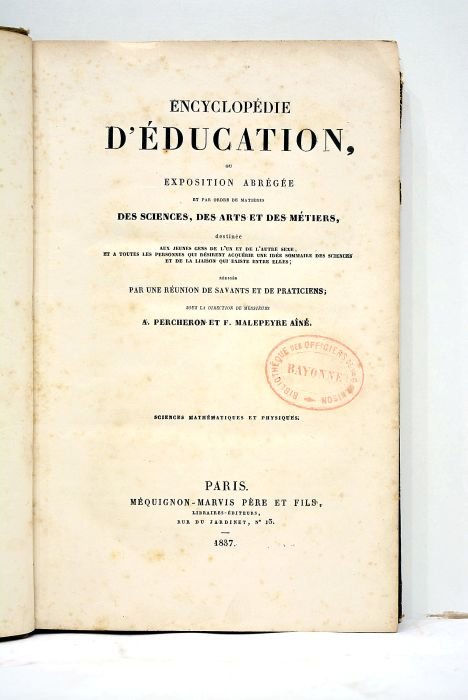 ENCYCLOPÉDIE
D'ÉDUCATION,
OU
EXPOSITION ABRÉGÉE
ET PAR ORDRE DE MATIÈRES
DES SCIENCES, DES ARTS ET DES MÉTIERS,
destinée
AUX JEUNES GENS DE L'UN ET DE L'AUTRE SEXE,
ET A TOUTES LES PERSONNES QUI DÉSIRENT ACQUÉRIR UNE IDÉE SOMMAIRE DES SCIENCES
ET DE LA LIAISON QUI EXISTE ENTRE ELLES;
RÉDIGÉE
PAR UNE RÉUNION DE SAVANTS ET DE PRATICIENS;
SOUS LA DIRECTION DE MESSIEURS
A. PERCHERON ET F. MALEPEYRE AÎNÉ.
BIBLIOTHÈQUE DES OFFICIERS
BAYONNE
SCIENCES MATHÉMATIQUES ET PHYSIQUES.
PARIS.
MÉQUIGNON-MARVIS PÈRE ET FILS,
LIBRAIRES-ÉDITEURS,
RUE DU JARDINET, Nº 13.
1837.